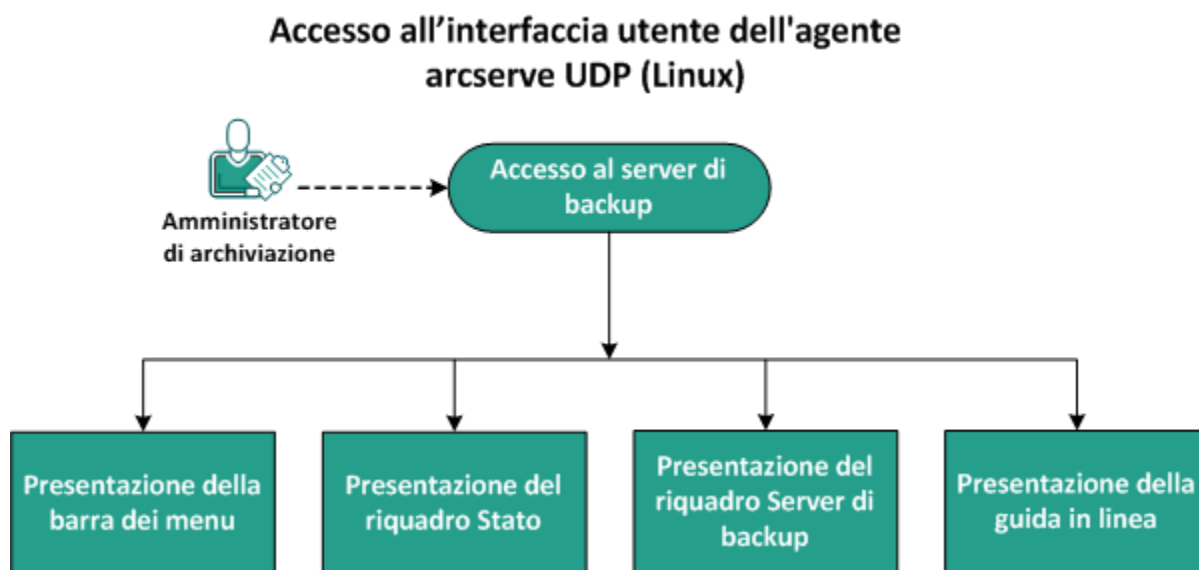 Accesso all’interfaccia utente dell'agente
arcserve UDP (Linux)
Accesso al server di
backup
Amministratore
di archiviazione
Presentazione della
barra dei menu
Presentazione del
riquadro Stato
Presentazione del
riquadro Server di
backup
Presentazione della
guida in linea